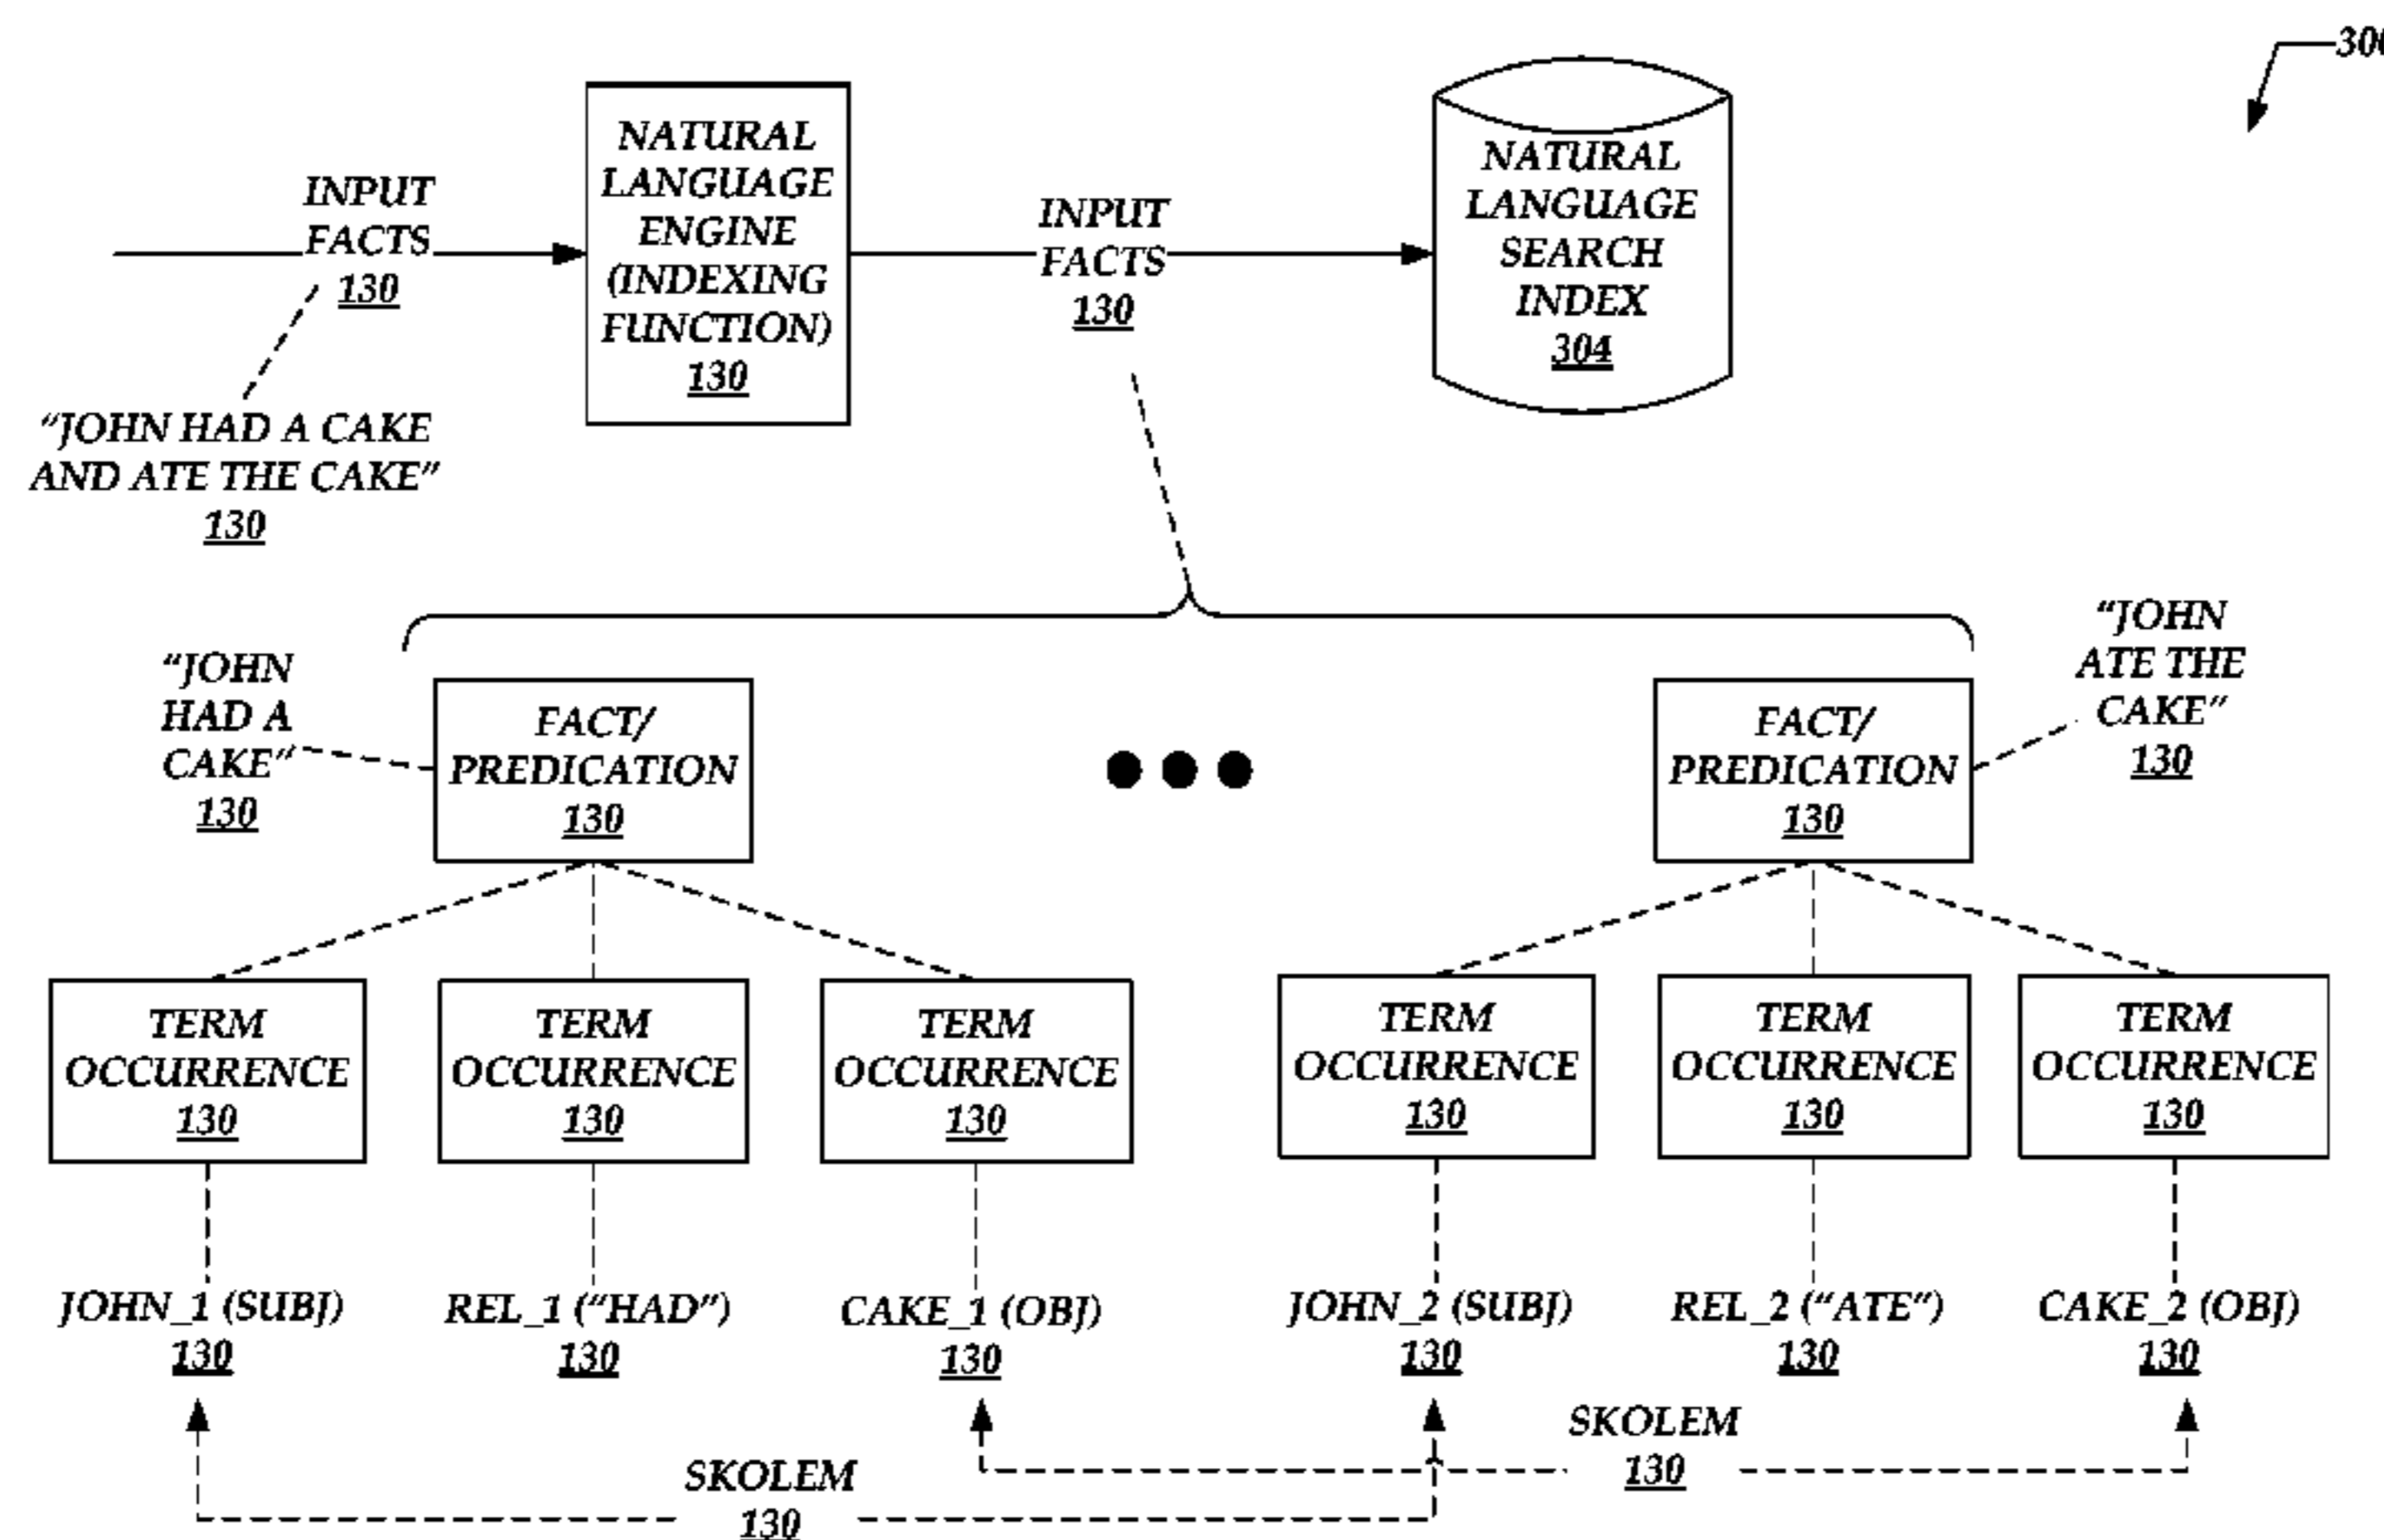 300
INPUT
FACTS
130
NATURAL
LANGUAGE
ENGINE
(INDEXING
FUNCTION)
130
INPUT
FACTS
130
NATURAL
LANGUAGE
SEARCH
INDEX
304
"JOHN HAD A CAKE
AND ATE THE CAKE"
130
"JOHN
HAD A
CAKE"
130
FACT/
PREDICATION
130
FACT/
PREDICATION
130
"JOHN
ATE THE
CAKE"
130
TERM
OCCURRENCE
130
TERM
OCCURRENCE
130
TERM
OCCURRENCE
130
TERM
OCCURRENCE
130
TERM
OCCURRENCE
130
TERM
OCCURRENCE
130
JOHN_1 (SUBJ)
130
REL_1 ("HAD")
130
CAKE_1 (OBJ)
130
JOHN_2 (SUBJ)
130
REL_2 ("ATE")
130
CAKE_2 (OBJ)
130
SKOLEM
130
SKOLEM
130